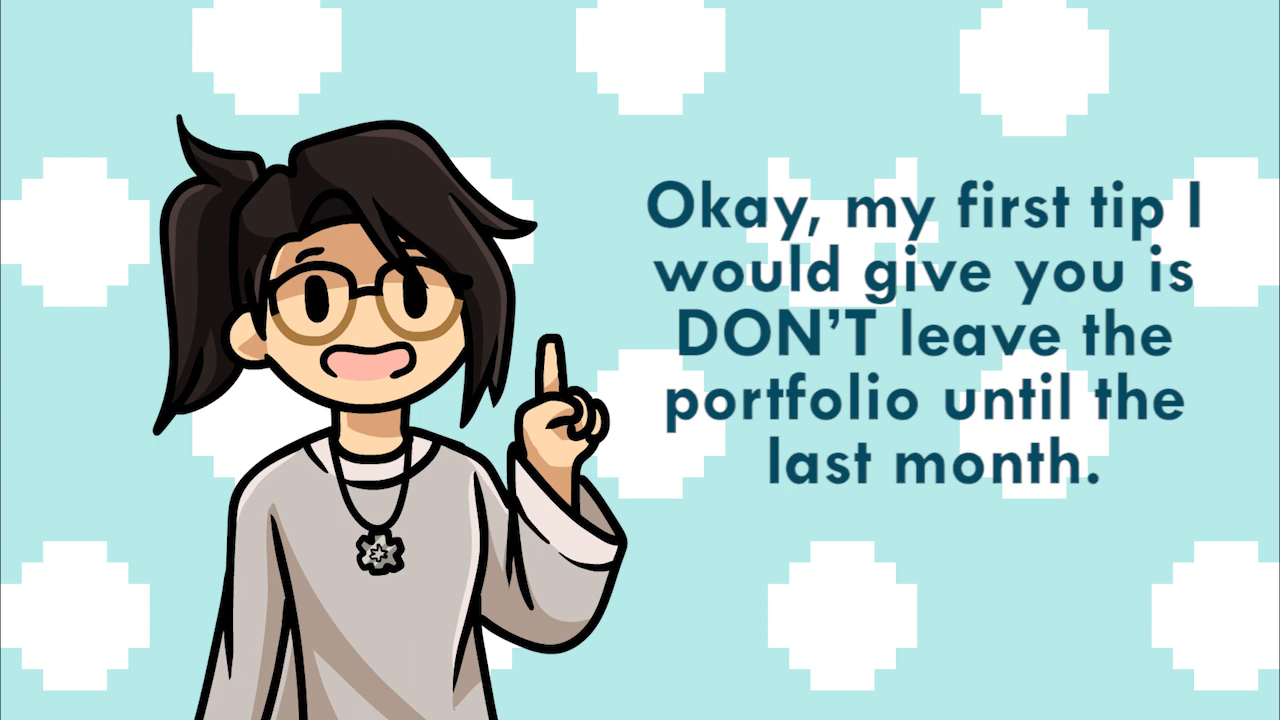 Okay, my first tip I
would give you is
DON’T leave the
portfolio until the
last month.